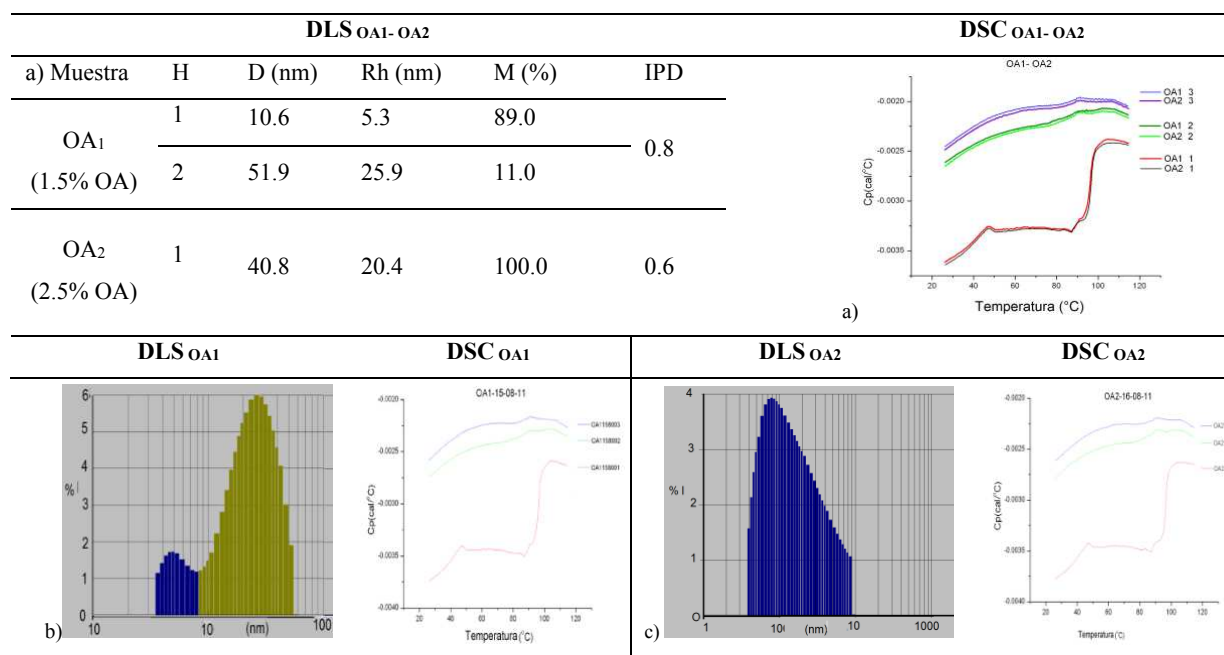 DLS OA1- OA2 DSC OA1- OA2
a) Muestra H D (nm) Rh (nm) M (%) IPD
OA1 (1.5% OA) 1 10.6 5.3 89.0 0.8
2 51.9 25.9 11.0
OA2 (2.5% OA) 1 40.8 20.4 100.0 0.6
OA1- OA2
OA1 3
OA2 3
OA1 2
OA2 2
OA1 1
OA2 1
Cp(cal/°C)
-0.0020
-0.0025
-0.0030
-0.0035
20 40 60 80 100 120
Temperatura (°C)
a)
DLS OA1 DSC OA1 DLS OA2 DSC OA2
6
5
4
3
2
1
0
% I
10 10 (nm) 100
b)
OA1-15-08-11
-0.0020
-0.0025
-0.0030
-0.0035
-0.0040
Cp(cal/°C)
20 40 60 80 100 120
Temperatura (°C)
4
3
2
1
0
% I
1 10 (nm) 10 1000
c)
OA2-16-08-11
-0.0020
-0.0025
-0.0030
-0.0035
-0.0040
Cp(cal/°C)
OA2
OA2
OA2
20 40 60 80 100 120
Temperatura (°C)